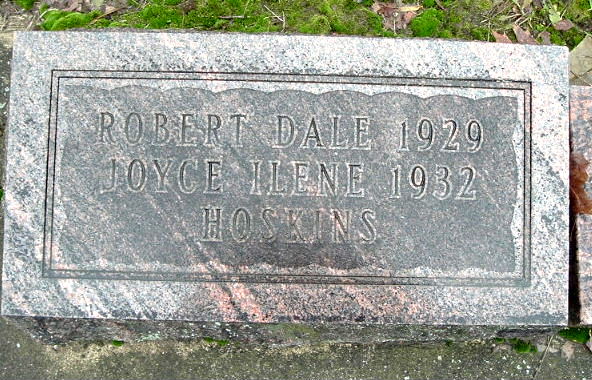 ROBERT DALE 1929
JOYCE ILENE 1932
HOSKINS